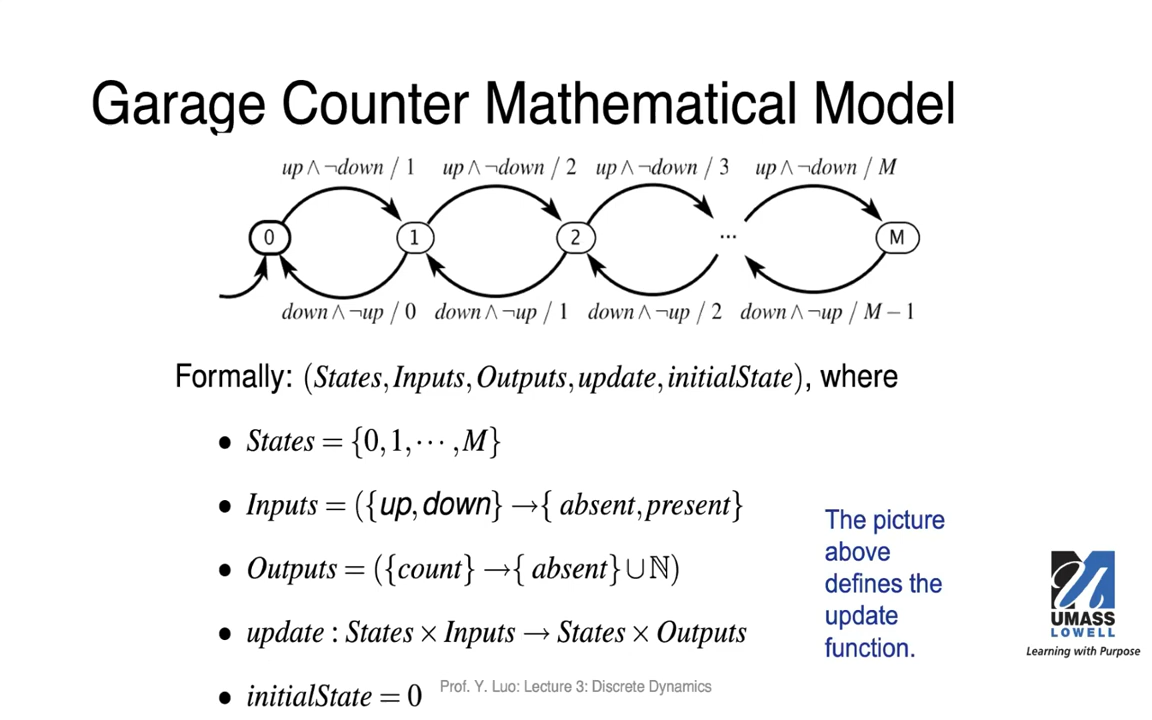 Garage Counter Mathematical Model
up ∧ ¬down / 1 up ∧ ¬down / 2 up ∧ ¬down / 3 up ∧ ¬down / M
0 1 2 ... M
down ∧ ¬up / 0 down ∧ ¬up / 1 down ∧ ¬up / 2 down ∧ ¬up / M − 1
Formally: (States, Inputs, Outputs, update, initialState), where
• States = {0, 1, ⋯ , M}
• Inputs = ({up, down} → { absent, present}
• Outputs = ({count} → { absent} ∪ ℕ)
• update : States × Inputs → States × Outputs
• initialState = 0
The picture
above
defines the
update
function.
UMASS
LOWELL
Learning with Purpose
Prof. Y. Luo: Lecture 3: Discrete Dynamics